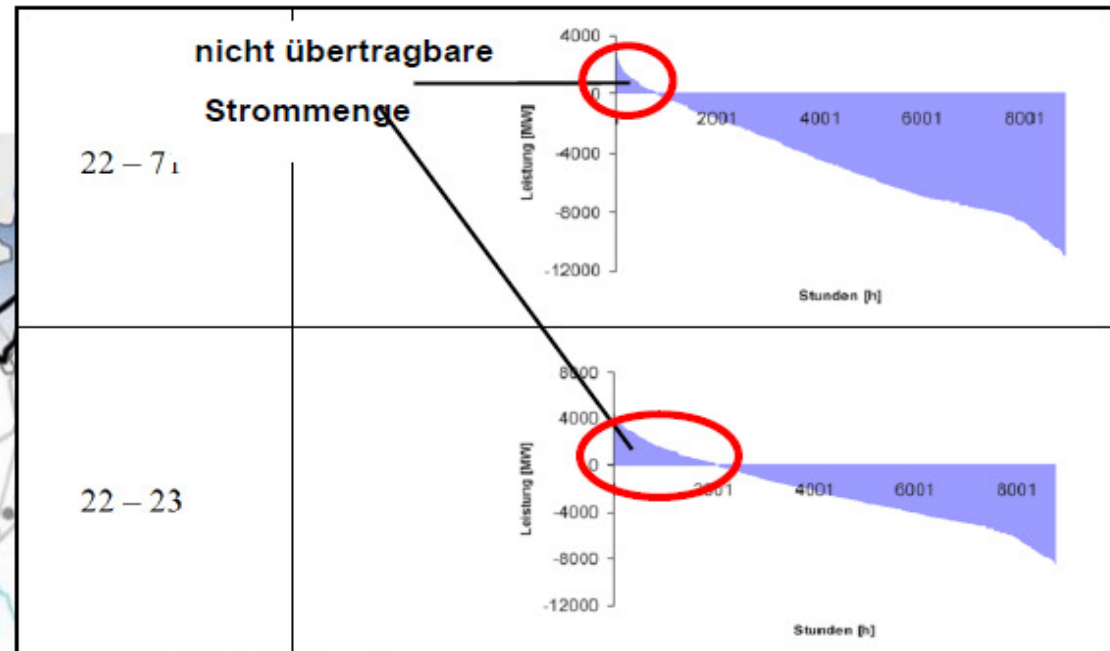 nicht übertragbare
Strommenge
22 – 71
4000
0
-4000
-8000
-12000
Leistung [MW]
2001 4001 6001 8001
Stunden [h]
22 – 23
8000
4000
0
-4000
-8000
-12000
Leistung [MW]
2001 4001 6001 8001
Stunden [h]